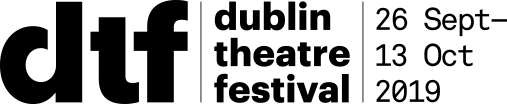 dtf
dublin
theatre
festival
26 Sept–
13 Oct
2019